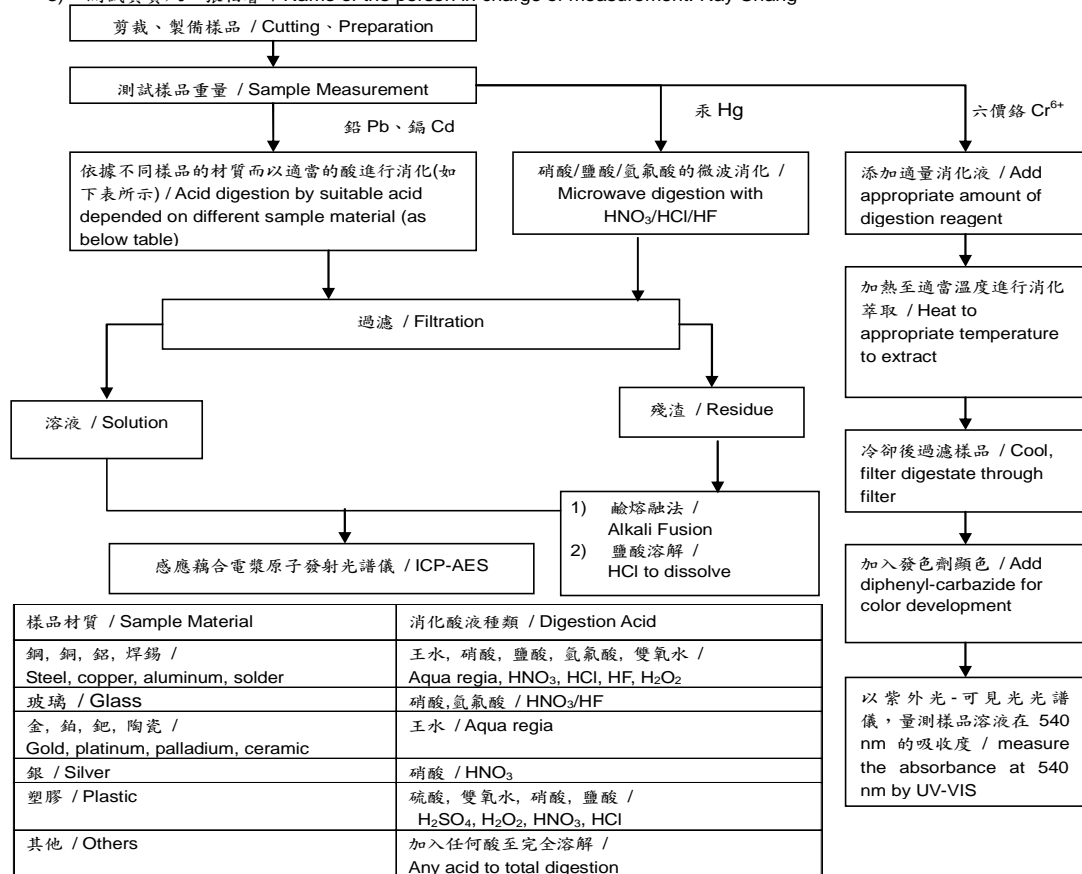 Name of the person in charge of measurement: Ray Chang
剪裁、製備樣品 / Cutting、Preparation
測試樣品重量 / Sample Measurement
鉛 Pb、鎘 Cd
汞 Hg
六價鉻 Cr6+
依據不同樣品的材質而以適當的酸進行消化(如
下表所示) / Acid digestion by suitable acid
depended on different sample material (as
below table)
硝酸/鹽酸/氫氟酸的微波消化 /
Microwave digestion with
HNO3/HCl/HF
添加適量消化液 / Add
appropriate amount of
digestion reagent
加熱至適當溫度進行消化
萃取 / Heat to
appropriate temperature
to extract
過濾 / Filtration
溶液 / Solution
殘渣 / Residue
冷卻後過濾樣品 / Cool,
filter digestate through
filter
1) 鹼熔融法 /
Alkali Fusion
2) 鹽酸溶解 /
HCl to dissolve
感應藕合電漿原子發射光譜儀 / ICP-AES
加入發色劑顯色 / Add
diphenyl-carbazide for
color development
以紫外光-可見光光譜
儀，量測樣品溶液在 540
nm 的吸收度 / measure
the absorbance at 540
nm by UV-VIS
樣品材質 / Sample Material
消化酸液種類 / Digestion Acid
鋼, 銅, 鋁, 焊錫 /
Steel, copper, aluminum, solder
王水, 硝酸, 鹽酸, 氫氟酸, 雙氧水 /
Aqua regia, HNO3, HCl, HF, H2O2
玻璃 / Glass
硝酸,氫氟酸 / HNO3/HF
金, 鉑, 鈀, 陶瓷 /
Gold, platinum, palladium, ceramic
王水 / Aqua regia
銀 / Silver
硝酸 / HNO3
塑膠 / Plastic
硫酸, 雙氧水, 硝酸, 鹽酸 /
H2SO4, H2O2, HNO3, HCl
其他 / Others
加入任何酸至完全溶解 /
Any acid to total digestion